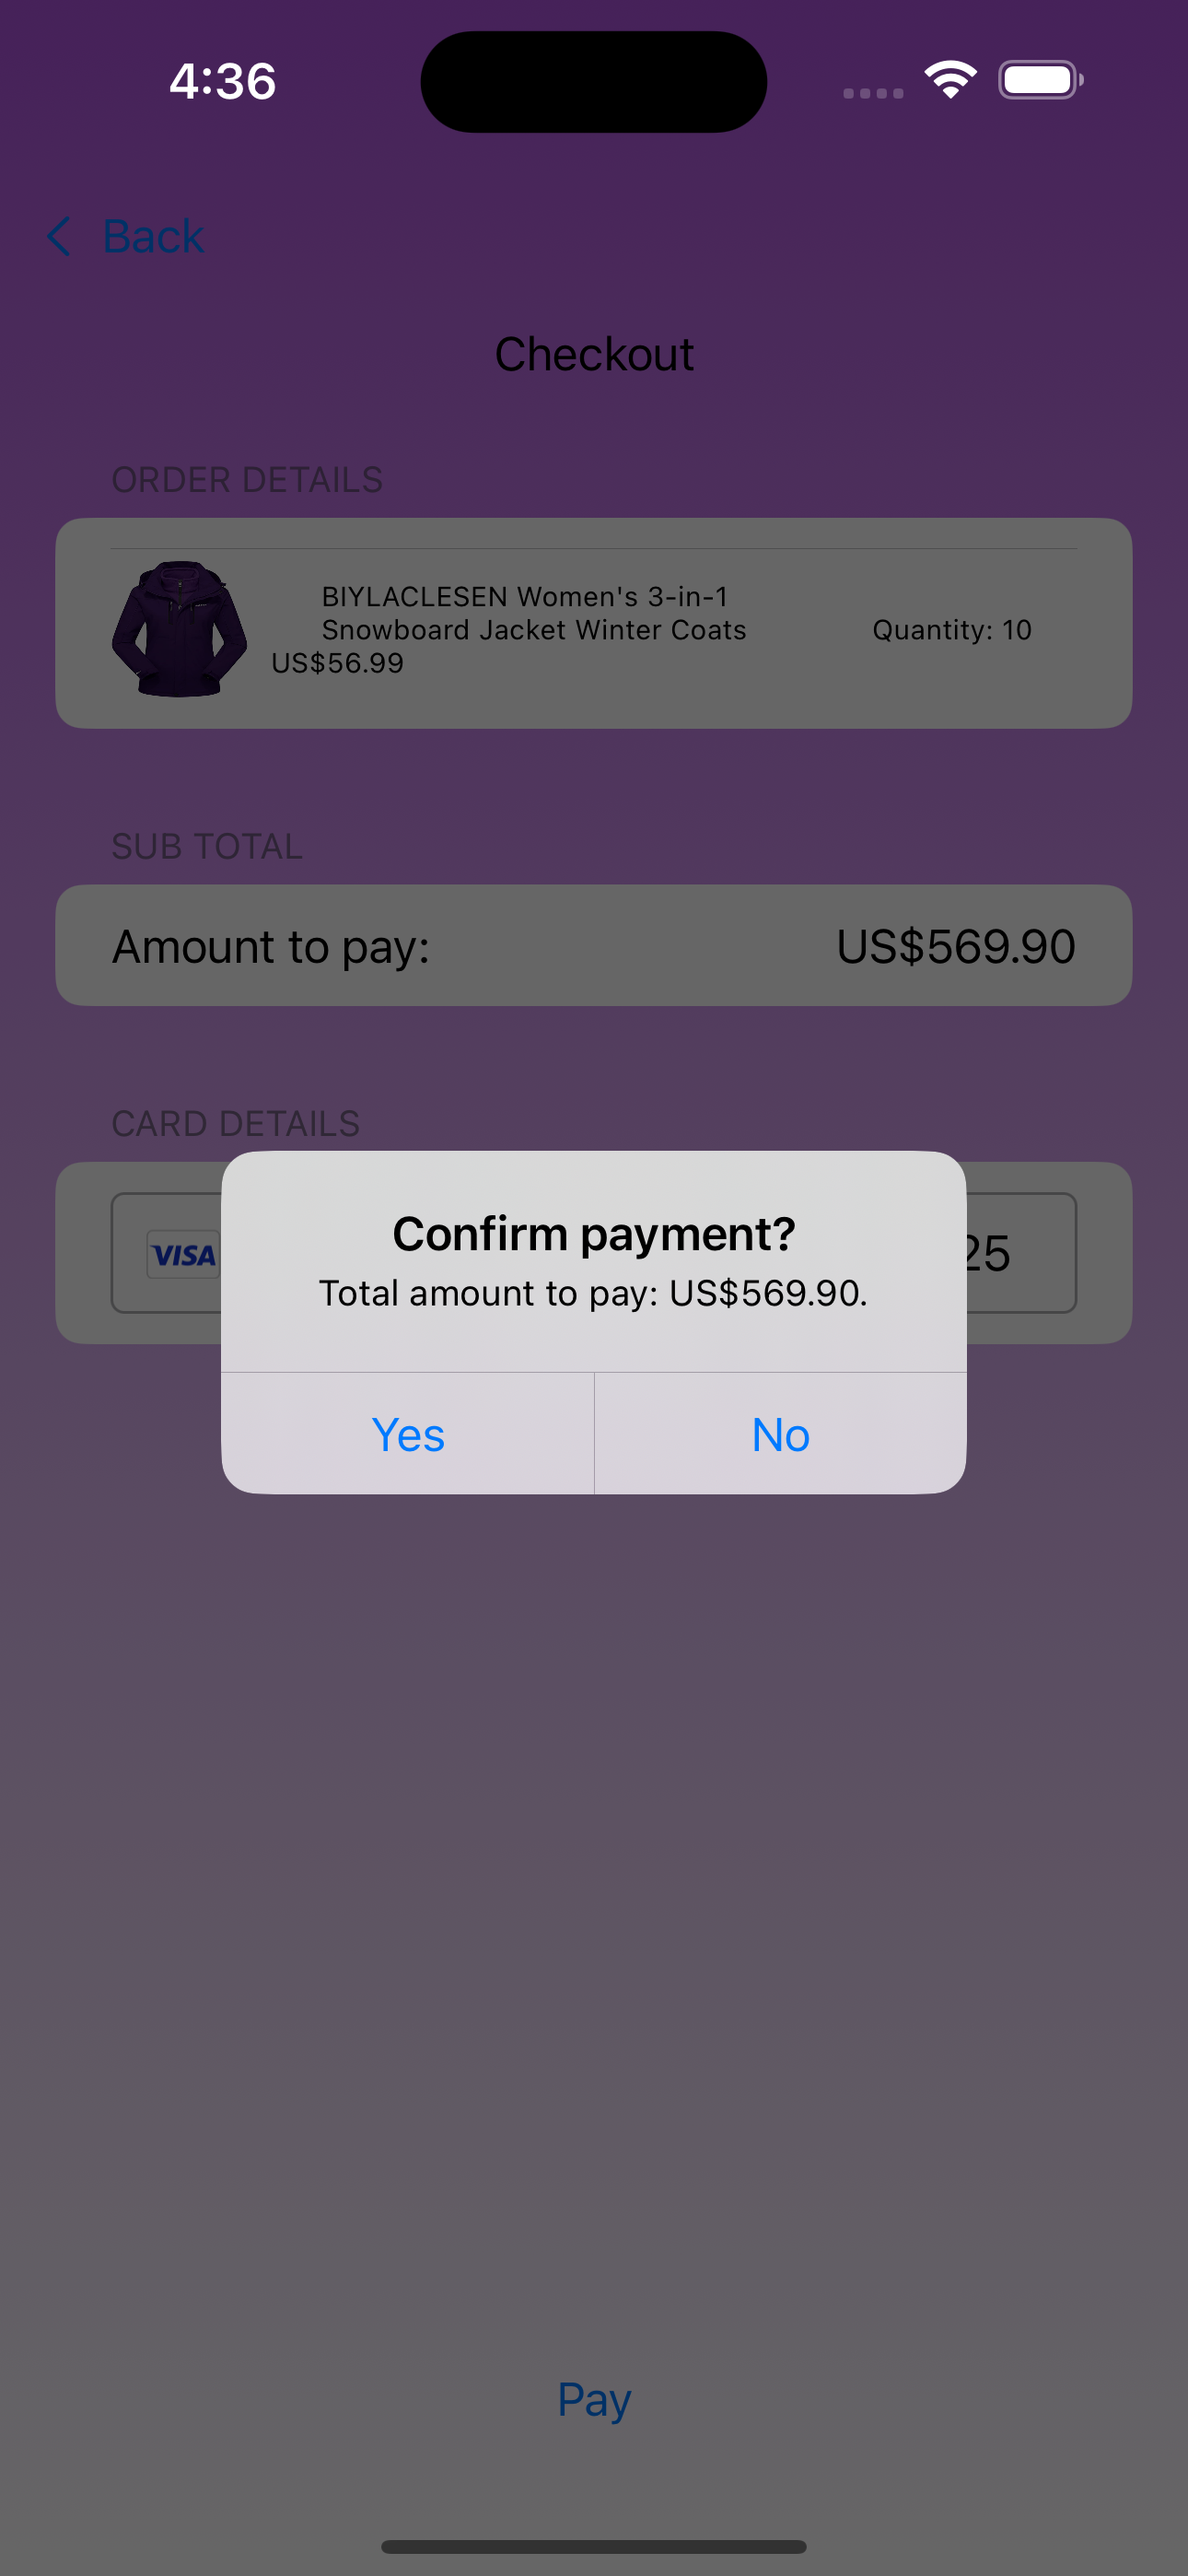 4:36
Back
Checkout
ORDER DETAILS
BIYLACLESEN Women's 3-in-1
Snowboard Jacket Winter Coats
Quantity: 10
US$56.99
SUB TOTAL
Amount to pay:
US$569.90
CARD DETAILS
VISA
25
Confirm payment?
Total amount to pay: US$569.90.
Yes
No
Pay